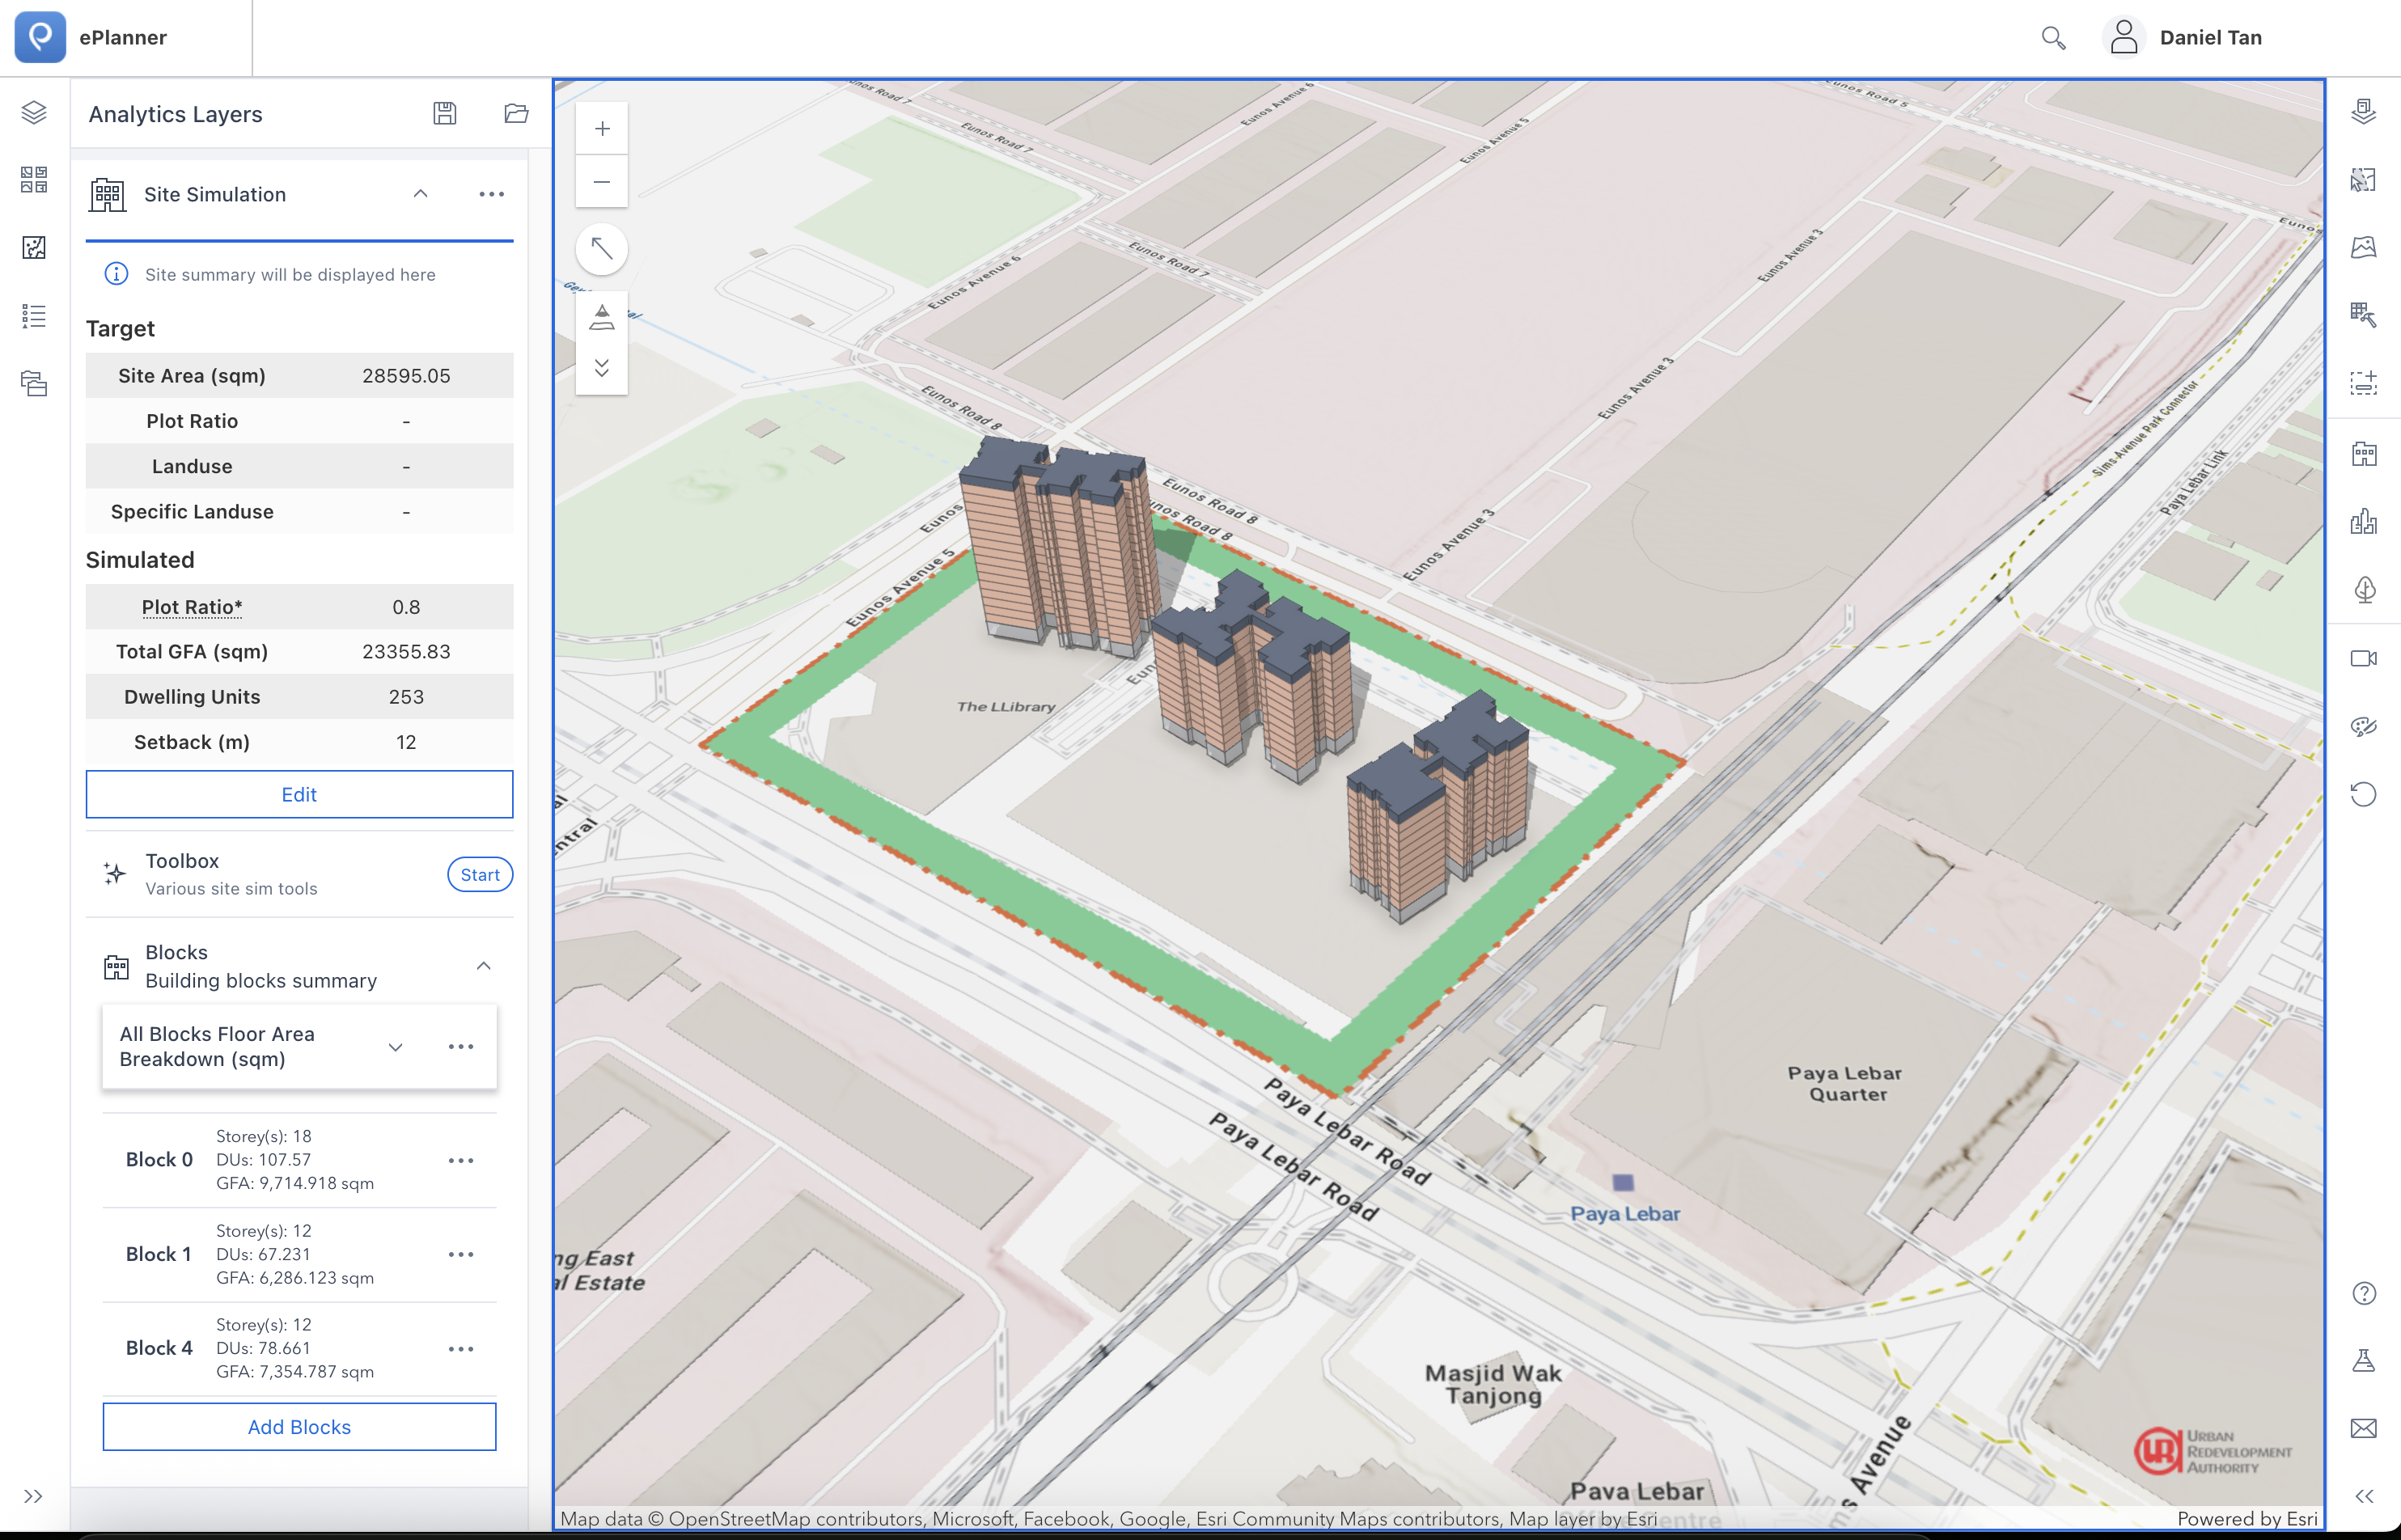 ePlanner
Daniel Tan
Analytics Layers
Site Simulation
Site summary will be displayed here
Target
Site Area (sqm) 28595.05
Plot Ratio -
Landuse -
Specific Landuse -
Simulated
Plot Ratio* 0.8
Total GFA (sqm) 23355.83
Dwelling Units 253
Setback (m) 12
Edit
Toolbox
Various site sim tools
Start
Blocks
Building blocks summary
All Blocks Floor Area
Breakdown (sqm)
Block 0
Storey(s): 18
DUs: 107.57
GFA: 9,714.918 sqm
Block 1
Storey(s): 12
DUs: 67.231
GFA: 6,286.123 sqm
Block 4
Storey(s): 12
DUs: 78.661
GFA: 7,354.787 sqm
Add Blocks
Eunos Road 7
Eunos Avenue 6
Eunos Road 5
Eunos Road 7
Eunos Avenue 5
Eunos Road 7
Eunos Avenue 6
Eunos Avenue 3
Eunos
Eunos Avenue 3
Sims Avenue Park Connector
Paya Lebar Link
Eunos Road 8
Eunos Road 8
Eunos Road 8
Eunos
Eunos Avenue 3
Eunos Avenue 5
The LLibrary
Paya Lebar
Quarter
Paya Lebar Road
Paya Lebar Road
Paya Lebar
Masjid Wak
Tanjong
Paya Lebar
URBAN
REDEVELOPMENT
AUTHORITY
Map data © OpenStreetMap contributors, Microsoft, Facebook, Google, Esri Community Maps contributors, Map layer by Esri
Powered by Esri